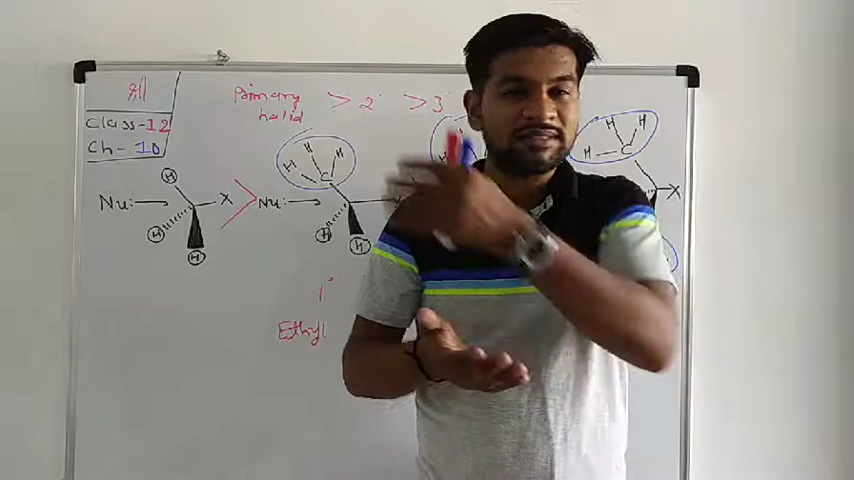 Class-12
Ch- 10
Primary > 2° > 3°
halid
H
Nu: → X
H
H
>
H H
H C
Nu: →
H
H
H H
H C
X
1°
Ethyl